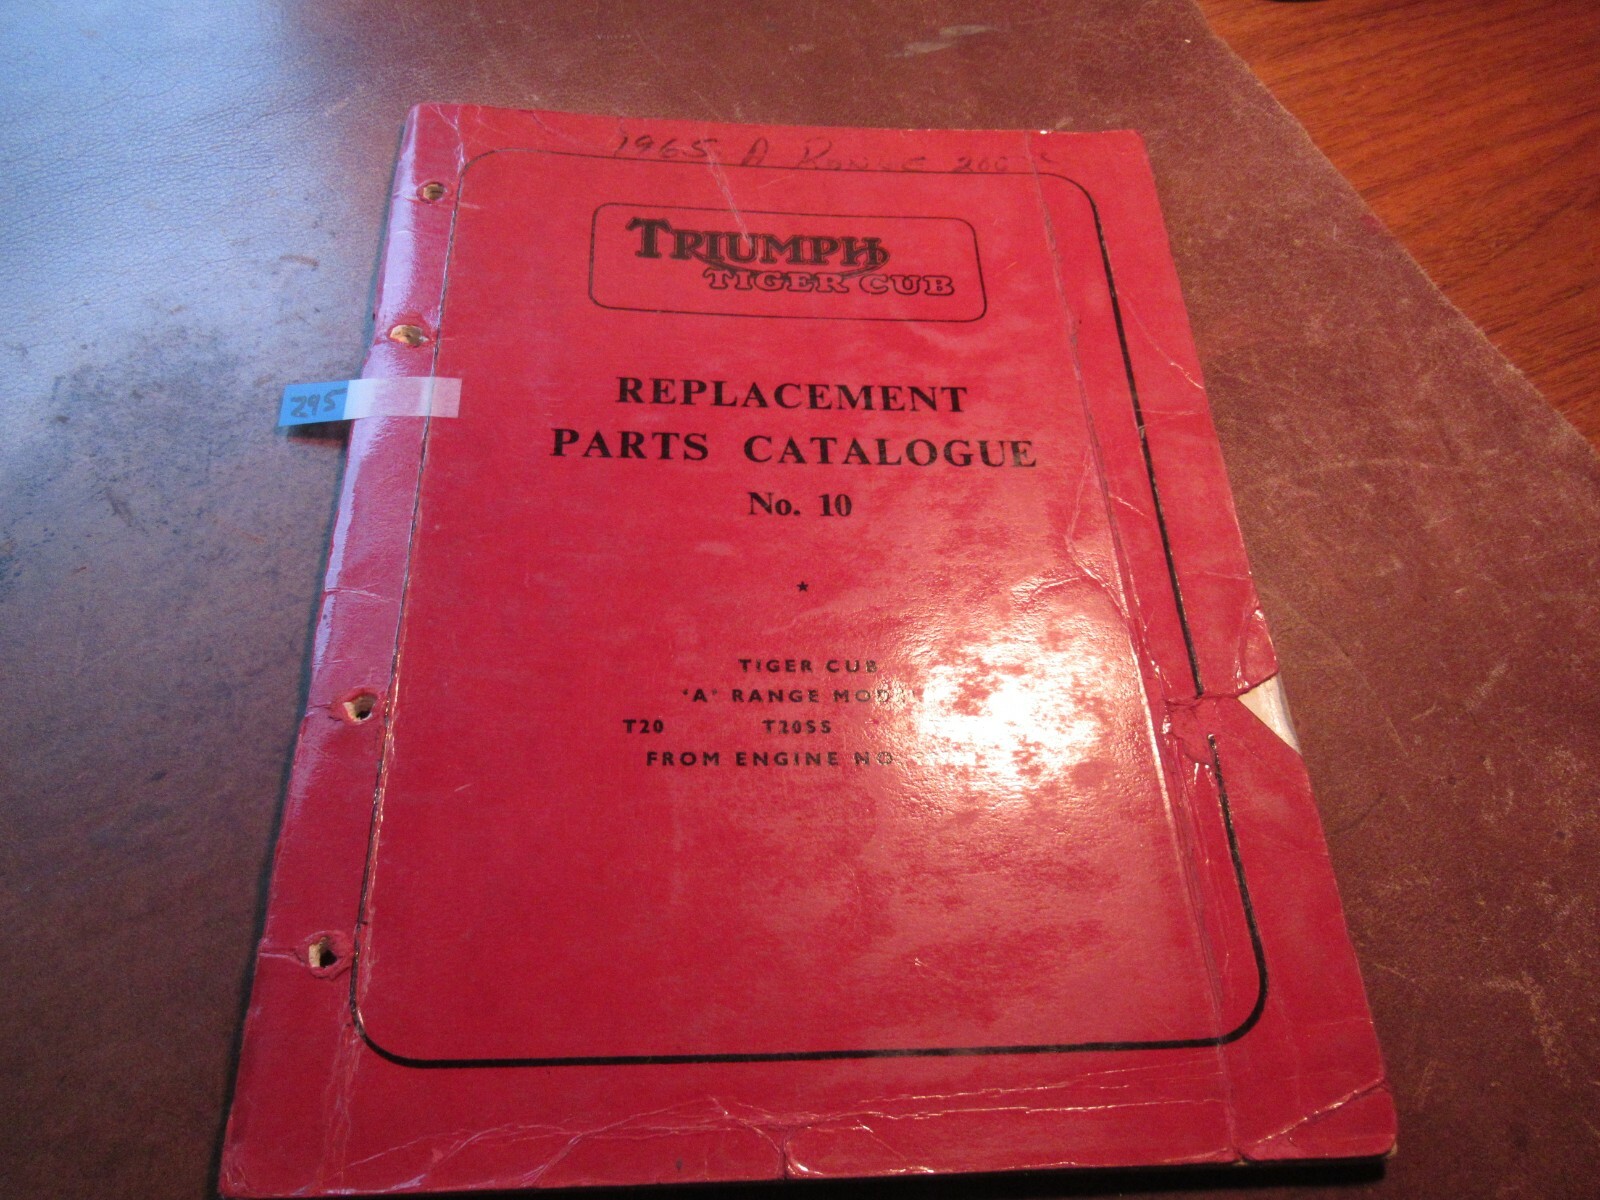 1965 A RANGE 200
TRIUMPH
TIGER CUB
295
REPLACEMENT
PARTS CATALOGUE
No. 10
*
TIGER CUB
'A' RANGE
T20 T20SS
FROM ENGINE NO